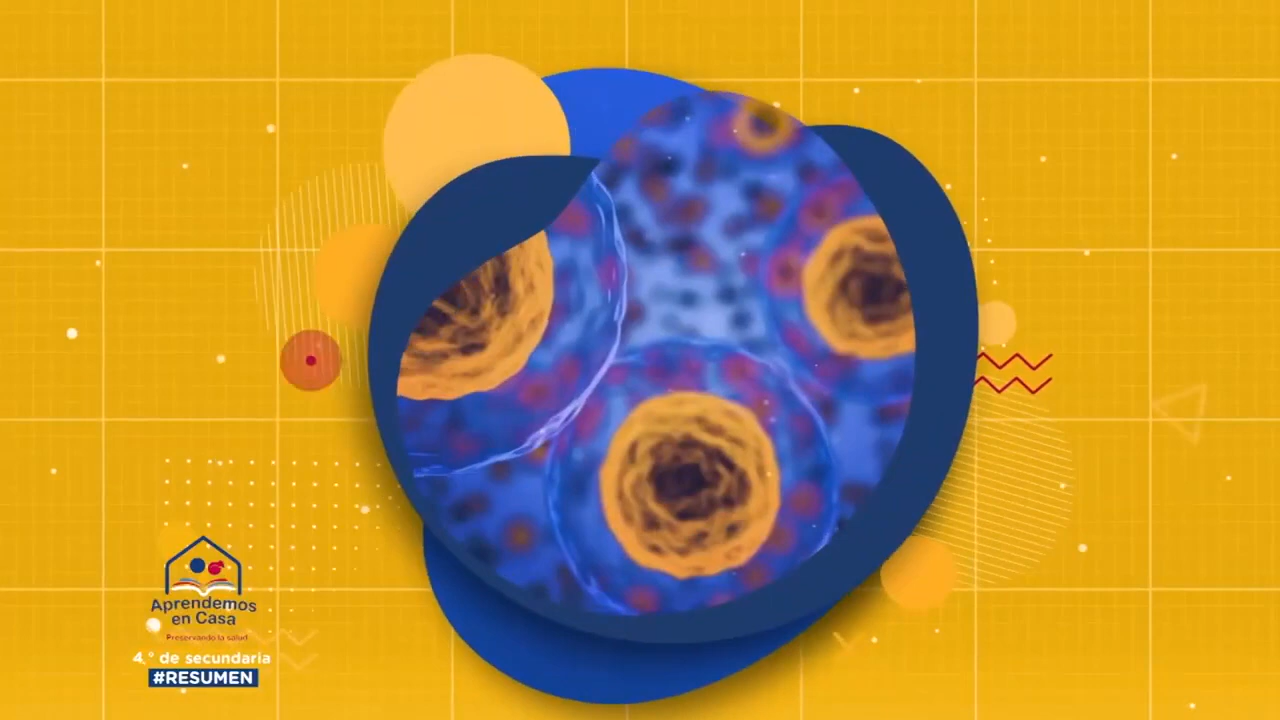 Aprendemos
en Casa
Preservando la salud
4.° de secundaria
#RESUMEN